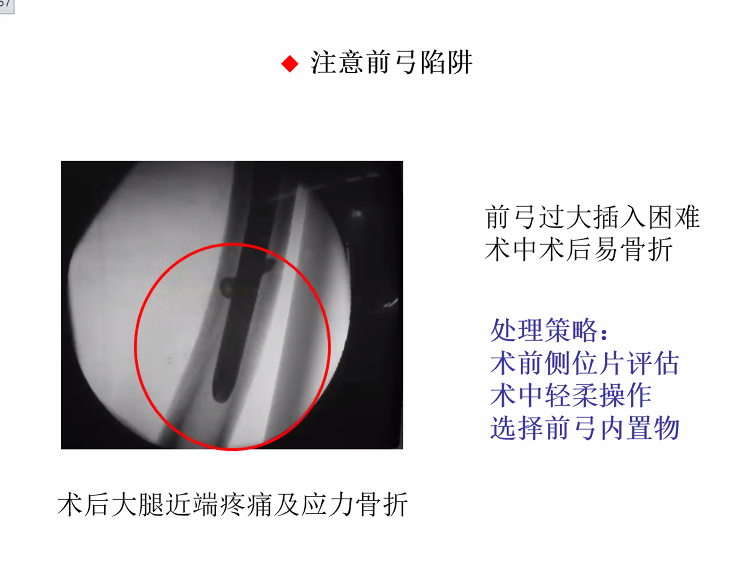 注意前弓陷阱
前弓过大插入困难
术中术后易骨折
处理策略：
术前侧位片评估
术中轻柔操作
选择前弓内置物
术后大腿近端疼痛及应力骨折